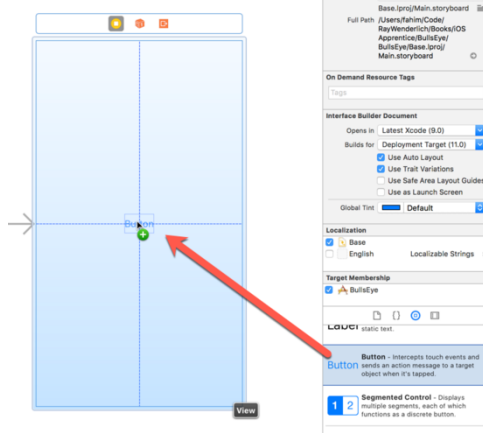 Base.lproj/Main.storyboard
Full Path /Users/fahim/Code/
RayWenderlich/Books/iOS
Apprentice/BullsEye/
BullsEye/Base.lproj/
Main.storyboard
On Demand Resource Tags
Tags
Interface Builder Document
Opens in Latest Xcode (9.0)
Builds for Deployment Target (11.0)
Use Auto Layout
Use Trait Variations
Use Safe Area Layout Guides
Use as Launch Screen
Global Tint Default
Localization
Base
English Localizable Strings
Target Membership
BullsEye
Label static text.
Button
Button - Intercepts touch events and
Button sends an action message to a target
object when it's tapped.
Segmented Control - Displays
1 2 multiple segments, each of which
functions as a discrete button.
View